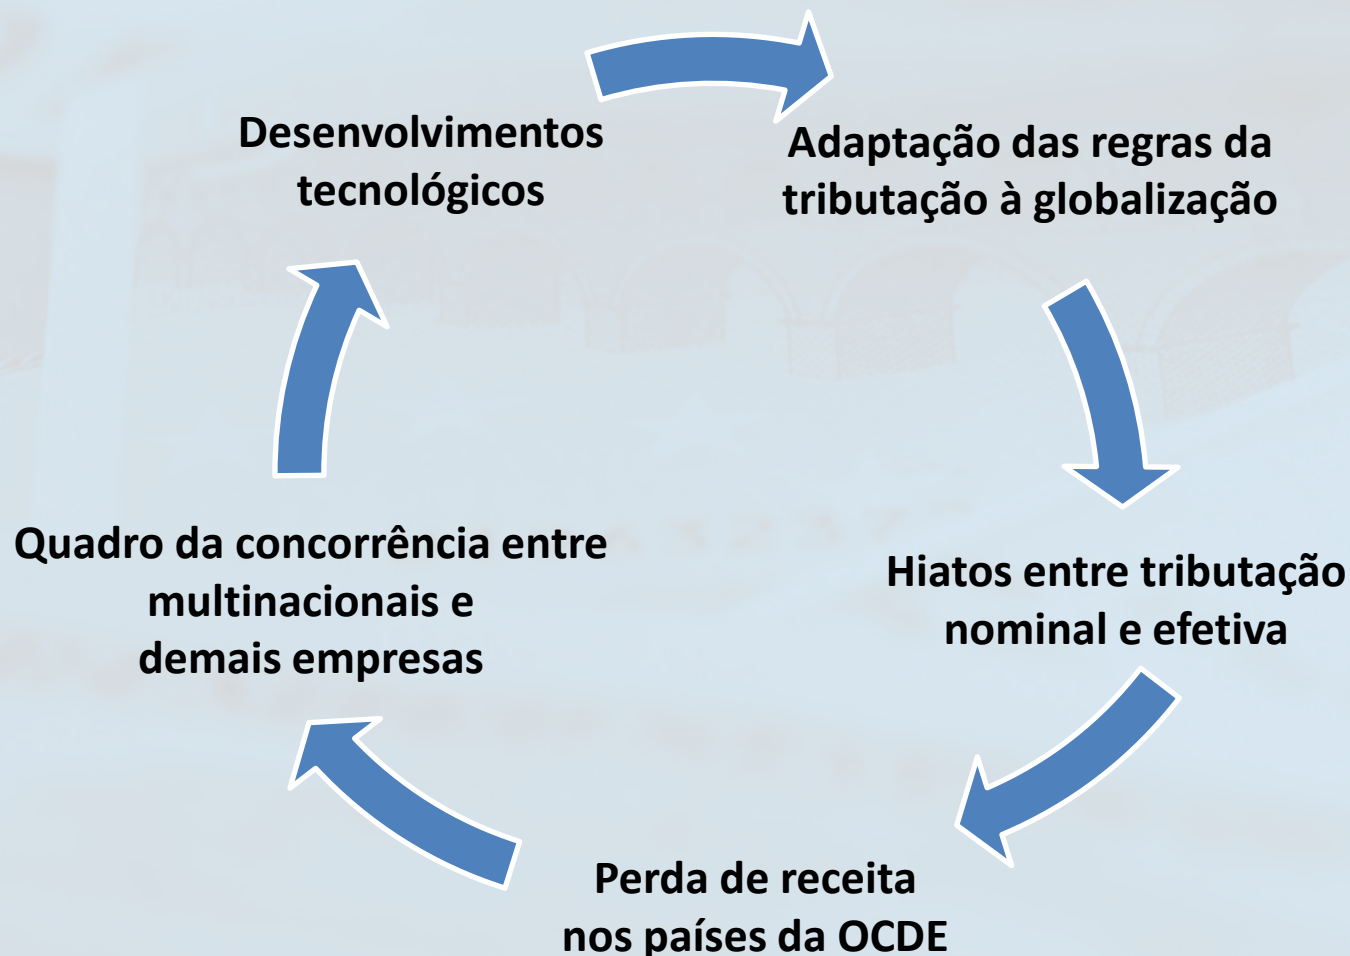 Desenvolvimentos
tecnológicos
Adaptação das regras da
tributação à globalização
Hiatos entre tributação
nominal e efetiva
Perda de receita
nos países da OCDE
Quadro da concorrência entre
multinacionais e
demais empresas